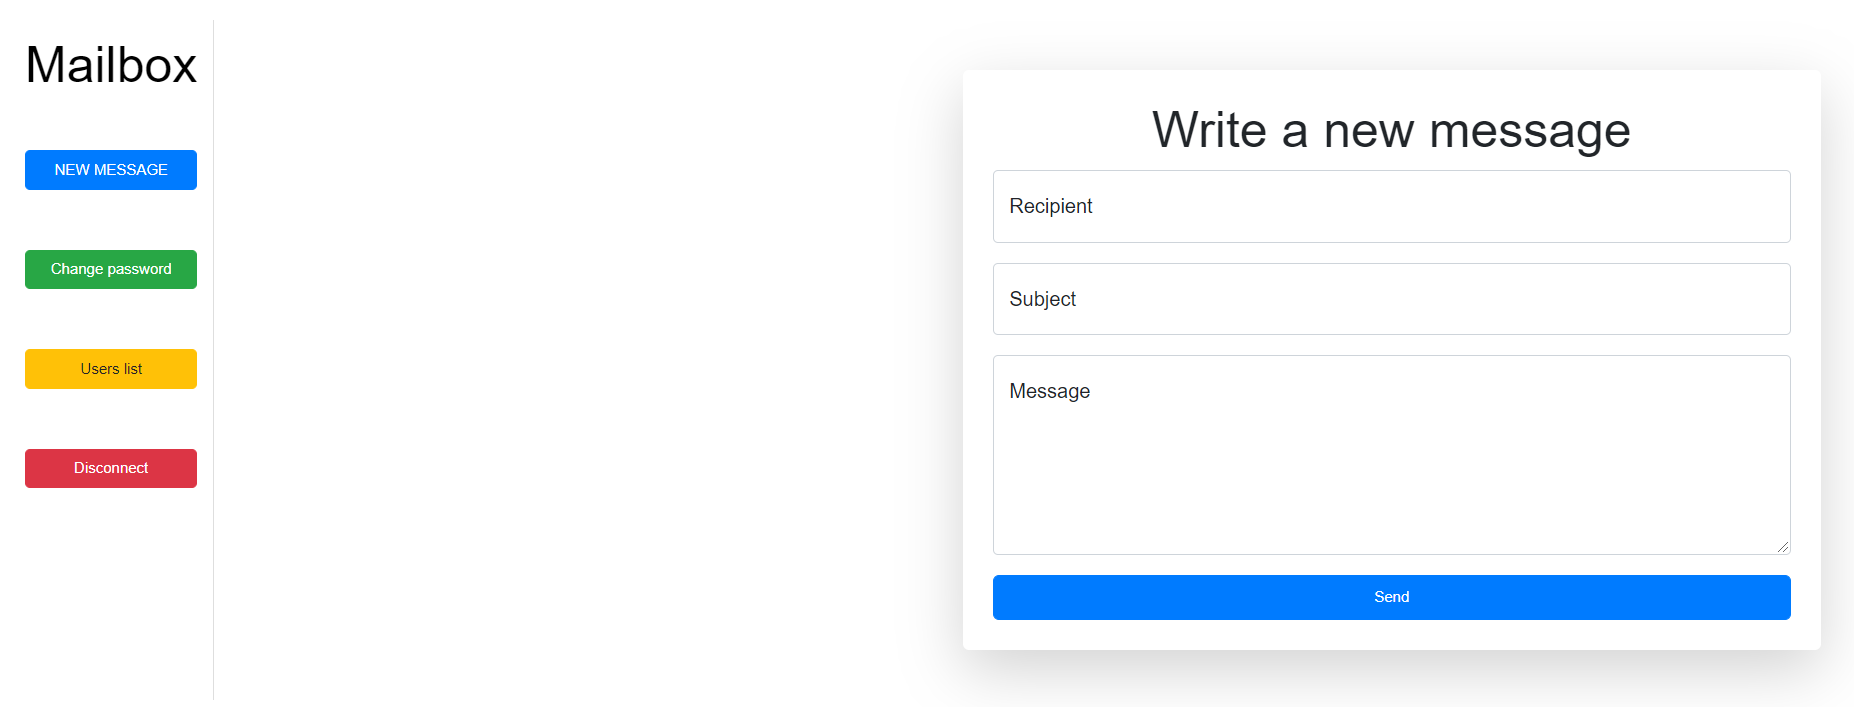 Mailbox
NEW MESSAGE
Change password
Users list
Disconnect
Write a new message
Recipient
Subject
Message
Send